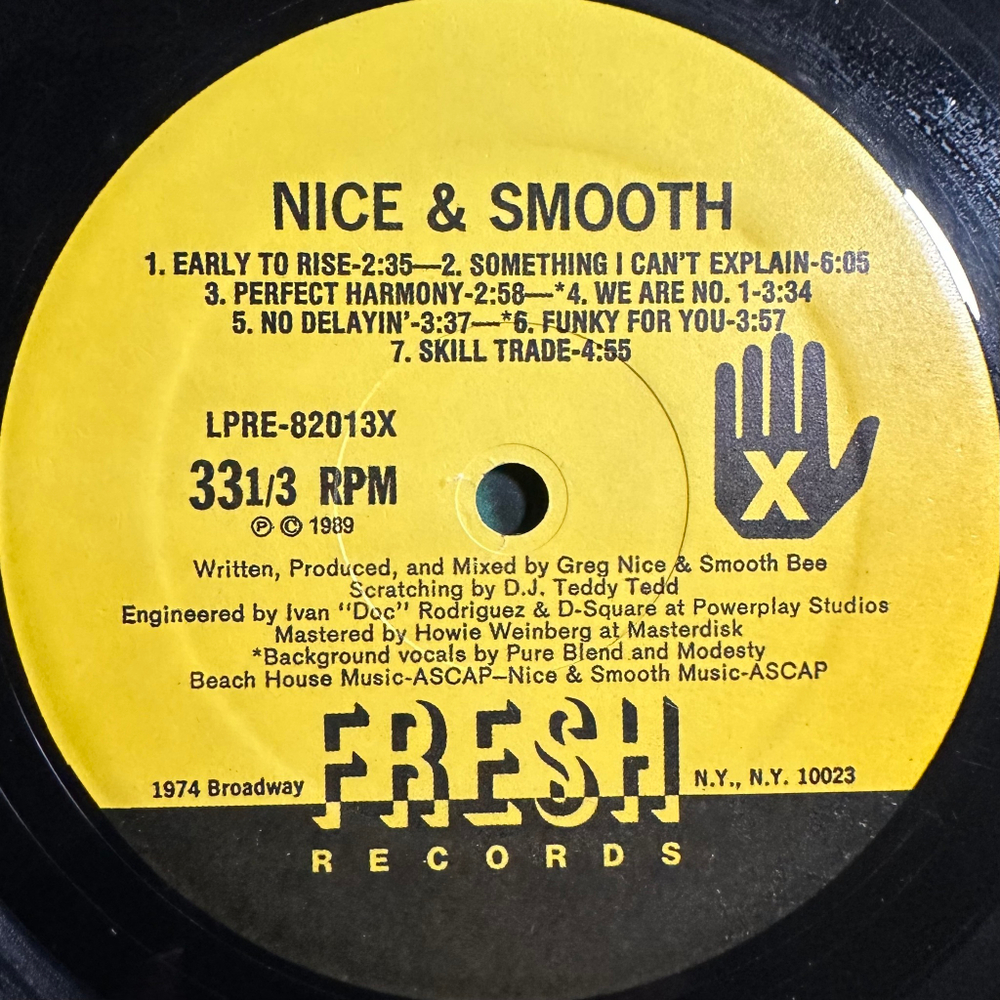 NICE & SMOOTH
1. EARLY TO RISE-2:35—2. SOMETHING I CAN'T EXPLAIN-6:05
3. PERFECT HARMONY-2:58—*4. WE ARE NO. 1-3:34
5. NO DELAYIN'-3:37—*6. FUNKY FOR YOU-3:57
7. SKILL TRADE-4:55
LPRE-82013X
33 1/3 RPM
Ⓟ © 1989
X
Written, Produced, and Mixed by Greg Nice & Smooth Bee
Scratching by D.J. Teddy Tedd
Engineered by Ivan "Doc" Rodriguez & D-Square at Powerplay Studios
Mastered by Howie Weinberg at Masterdisk
*Background vocals by Pure Blend and Modesty
Beach House Music-ASCAP–Nice & Smooth Music-ASCAP
1974 Broadway FRESH N.Y., N.Y. 10023
RECORDS